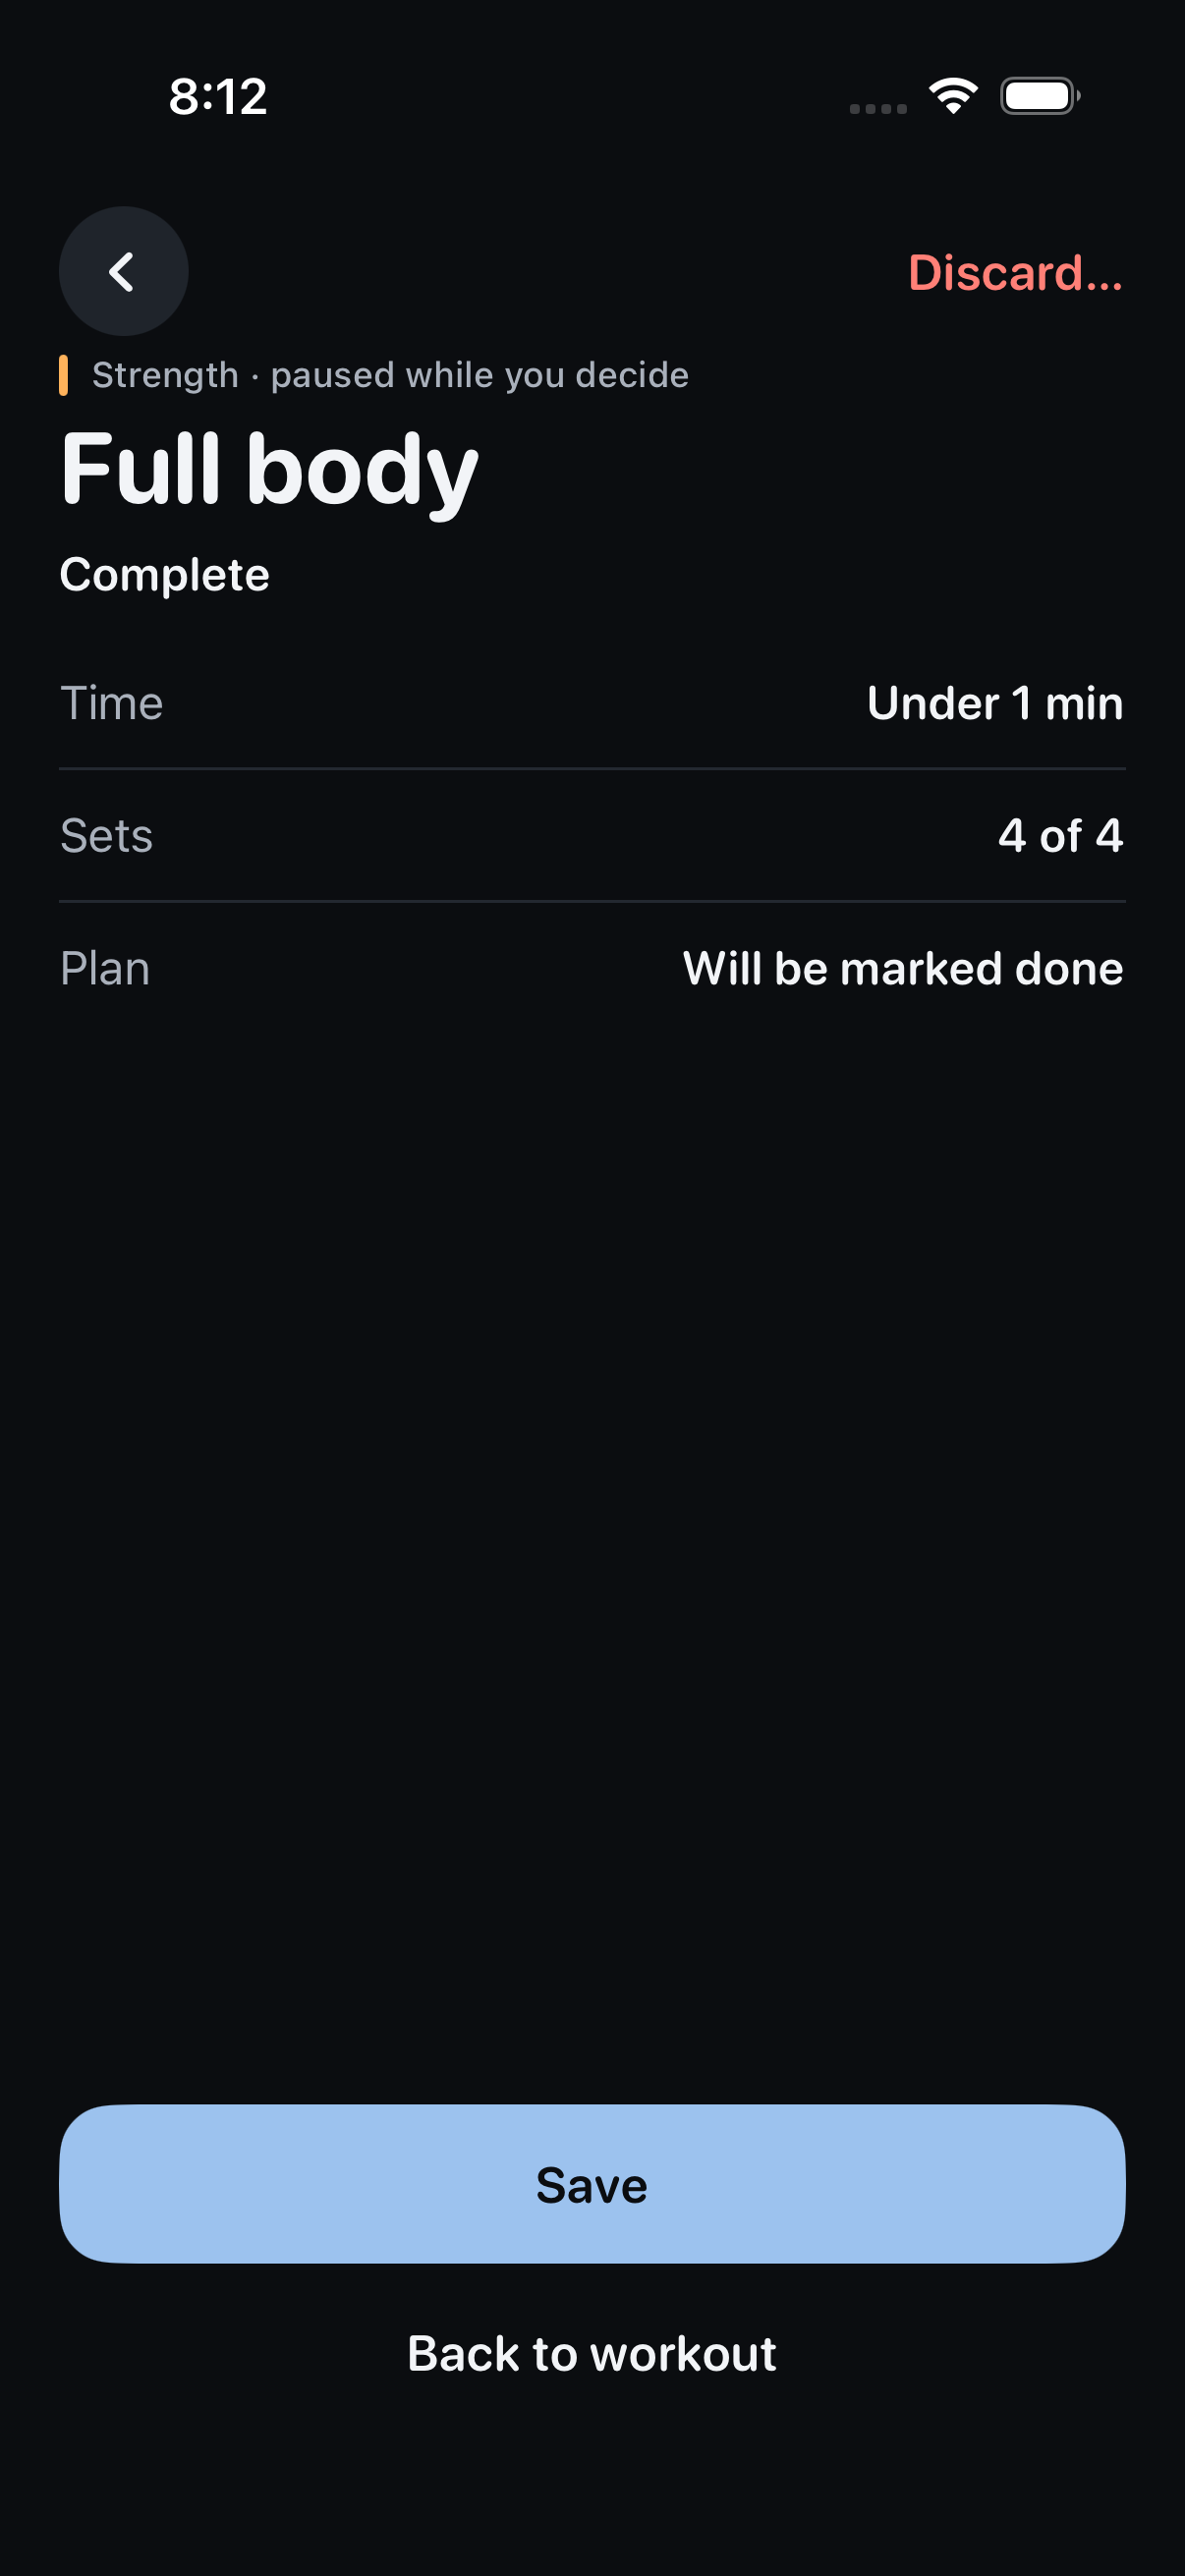 8:12
Discard...
Strength · paused while you decide
Full body
Complete
Time Under 1 min
Sets 4 of 4
Plan Will be marked done
Save
Back to workout